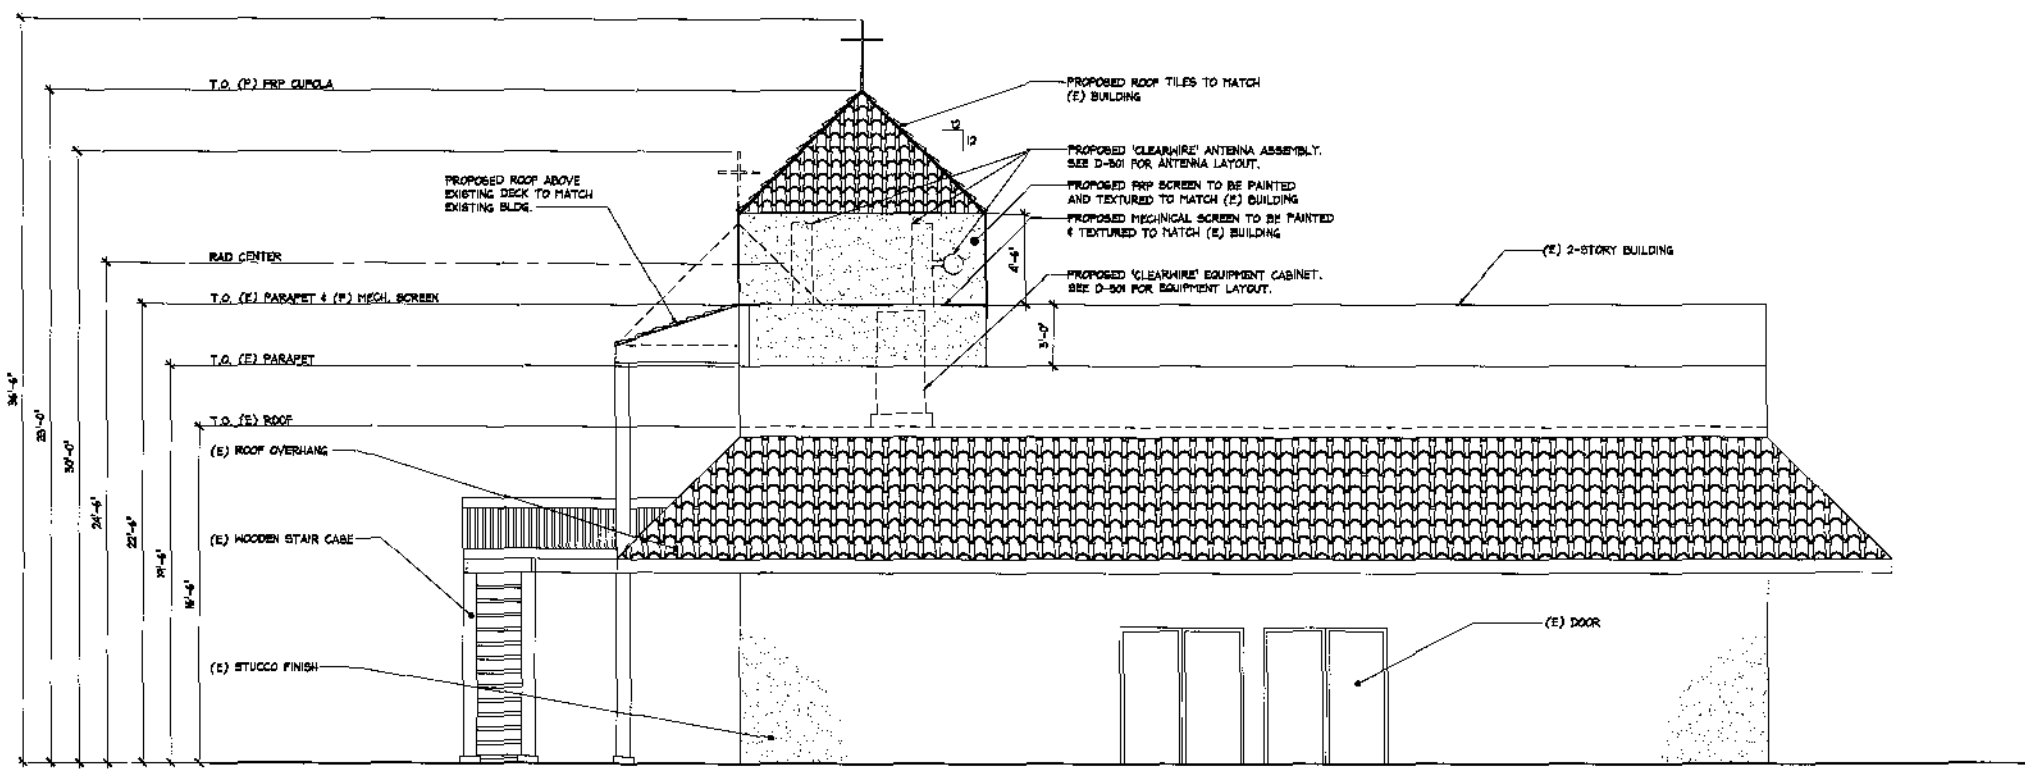 T.O. (P) FRP CUPOLA
PROPOSED ROOF TILES TO MATCH
(E) BUILDING
12
12
PROPOSED 'CLEARWIRE' ANTENNA ASSEMBLY.
SEE D-501 FOR ANTENNA LAYOUT.
PROPOSED ROOF ABOVE
EXISTING DECK TO MATCH
EXISTING BLDG.
PROPOSED FRP SCREEN TO BE PAINTED
AND TEXTURED TO MATCH (E) BUILDING
PROPOSED MECHNICAL SCREEN TO BE PAINTED
& TEXTURED TO MATCH (E) BUILDING
RAD CENTER
(E) 2-STORY BUILDING
4'-6"
PROPOSED 'CLEARWIRE' EQUIPMENT CABINET.
SEE D-501 FOR EQUIPMENT LAYOUT.
T.O. (E) PARAPET & (P) MECH. SCREEN
3'-0"
T.O. (E) PARAPET
36'-6"
33'-0"
30'-0"
24'-6"
22'-6"
19'-6"
16'-6"
T.O. (E) ROOF
(E) ROOF OVERHANG
(E) WOODEN STAIR CASE
(E) DOOR
(E) STUCCO FINISH